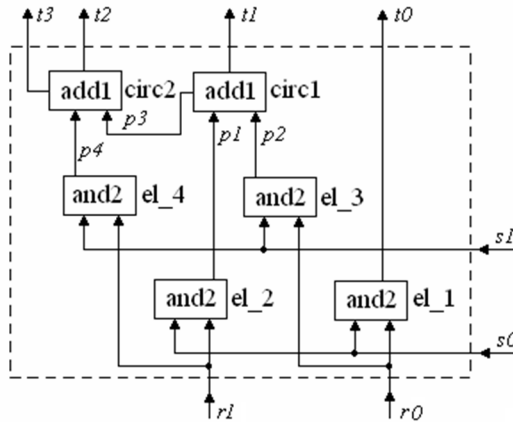 t3 t2 t1 t0
add1 circ2 add1 circ1
p3 p1 p2
p4
and2 el_4 and2 el_3
s1
and2 el_2 and2 el_1
s0
r1 r0